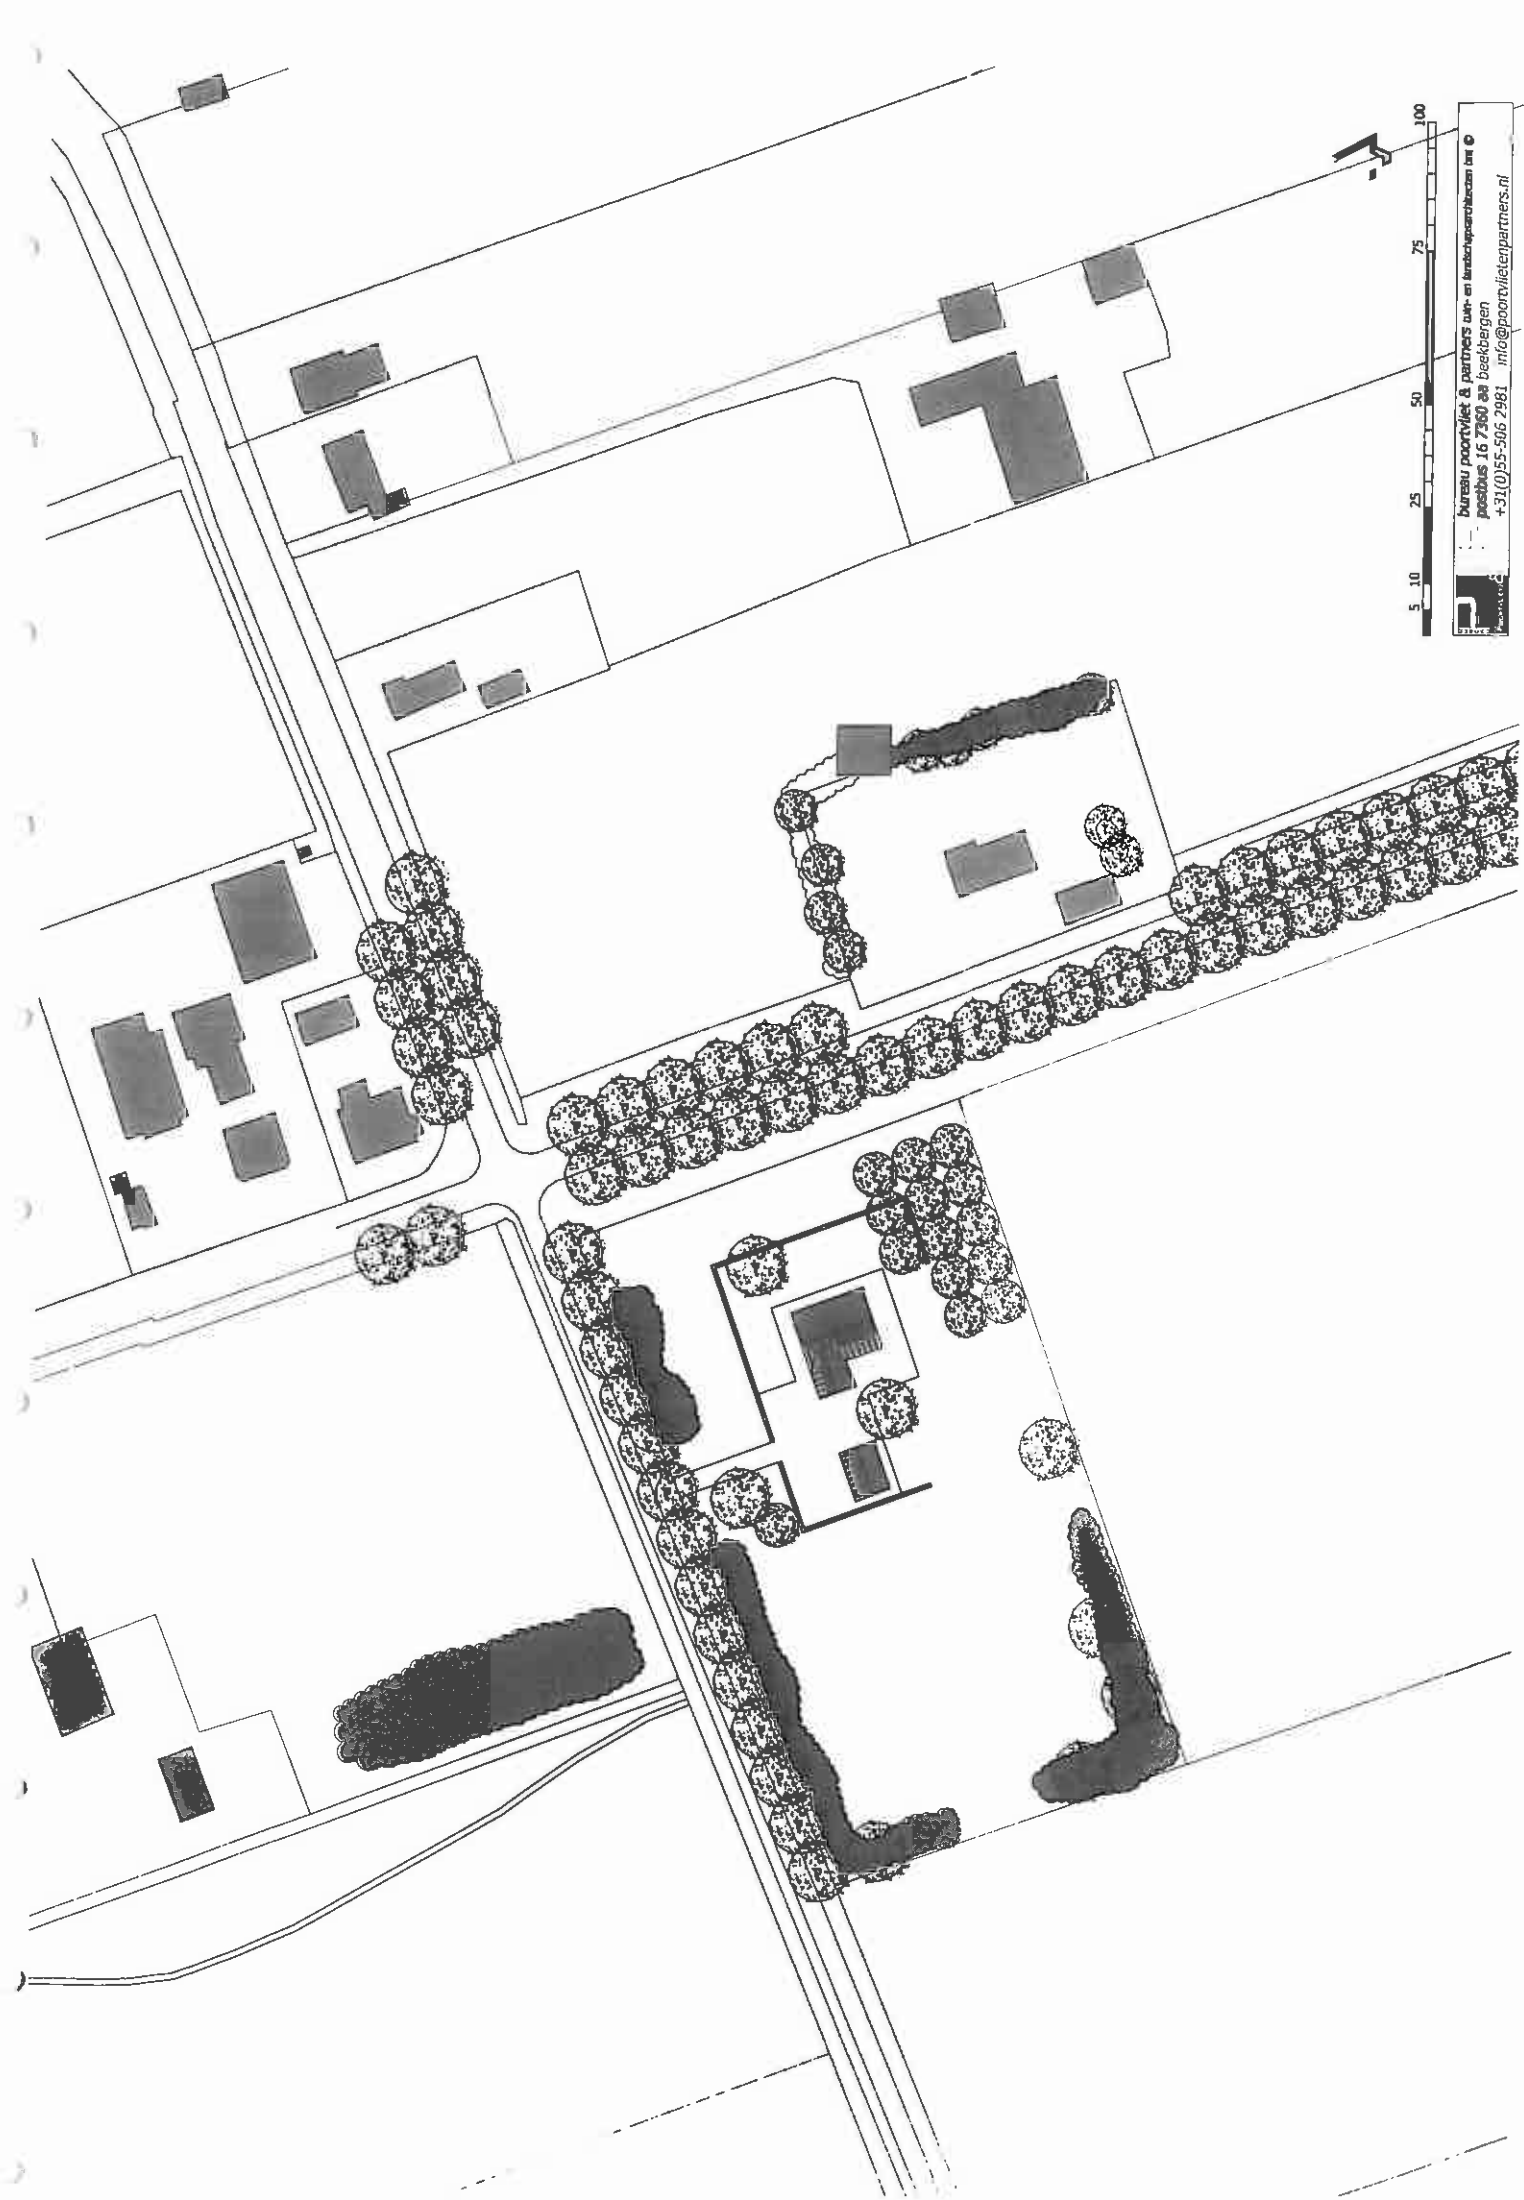 5 10 25 50 75 100
bureau poortvliet & partners tuin- en landschapsarchitecten bnt ©
postbus 16 7360 aa beekbergen
+31(0)55-506 2981 info@poortvlietenpartners.nl